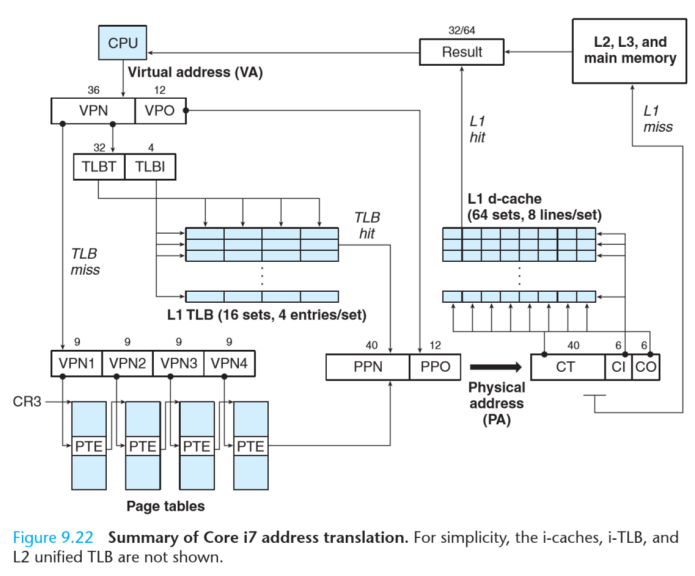 CPU
Virtual address (VA)
36
12
VPN
VPO
32
4
TLBT
TLBI
TLB
miss
TLB
hit
L1 TLB (16 sets, 4 entries/set)
32/64
Result
L2, L3, and
main memory
L1
hit
L1
miss
L1 d-cache
(64 sets, 8 lines/set)
9
9
9
9
VPN1
VPN2
VPN3
VPN4
CR3
PTE
PTE
PTE
PTE
Page tables
40
12
PPN
PPO
Physical
address
(PA)
40
6
6
CT
CI
CO
Figure 9.22 Summary of Core i7 address translation. For simplicity, the i-caches, i-TLB, and
L2 unified TLB are not shown.